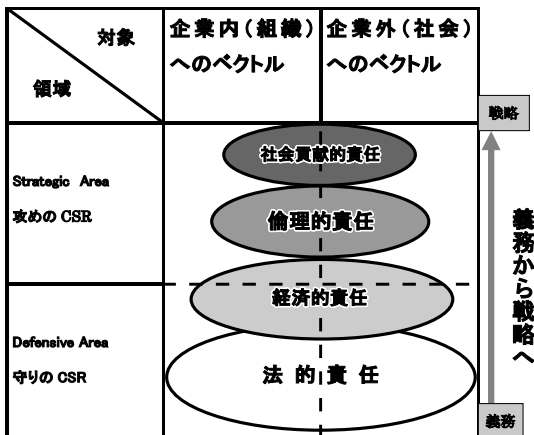 対象
領域
企業内（組織）
へのベクトル
企業外（社会）
へのベクトル
戦略
社会貢献的責任
Strategic Area
攻めの CSR
倫理的責任
義務から戦略へ
経済的責任
Defensive Area
守りの CSR
法的責任
義務